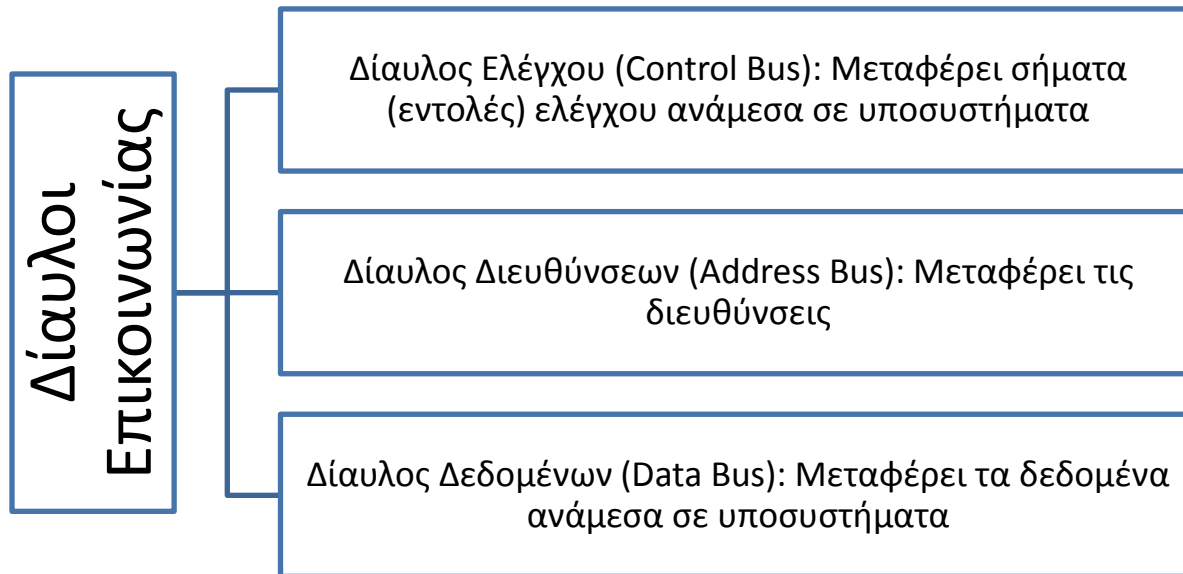 Δίαυλοι
Επικοινωνίας
Δίαυλος Ελέγχου (Control Bus): Μεταφέρει σήματα
(εντολές) ελέγχου ανάμεσα σε υποσυστήματα
Δίαυλος Διευθύνσεων (Address Bus): Μεταφέρει τις
διευθύνσεις
Δίαυλος Δεδομένων (Data Bus): Μεταφέρει τα δεδομένα
ανάμεσα σε υποσυστήματα